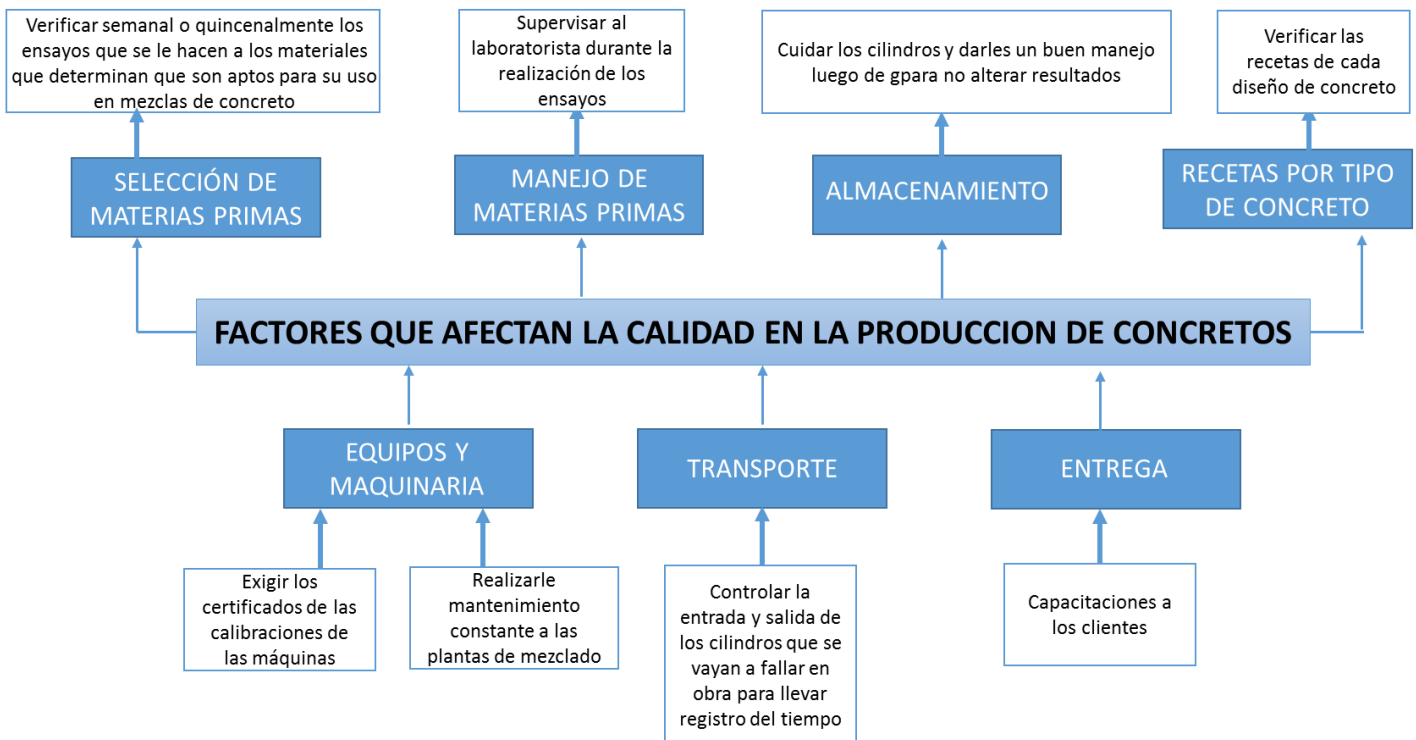 Verificar semanal o quincenalmente los
ensayos que se le hacen a los materiales
que determinan que son aptos para su uso
en mezclas de concreto
Supervisar al
laboratorista durante la
realización de los
ensayos
Cuidar los cilindros y darles un buen manejo
luego de gpara no alterar resultados
Verificar las
recetas de cada
diseño de concreto
SELECCIÓN DE
MATERIAS PRIMAS
MANEJO DE
MATERIAS PRIMAS
ALMACENAMIENTO
RECETAS POR TIPO
DE CONCRETO
FACTORES QUE AFECTAN LA CALIDAD EN LA PRODUCCION DE CONCRETOS
EQUIPOS Y
MAQUINARIA
TRANSPORTE
ENTREGA
Exigir los
certificados de las
calibraciones de
las máquinas
Realizarle
mantenimiento
constante a las
plantas de mezclado
Controlar la
entrada y salida de
los cilindros que se
vayan a fallar en
obra para llevar
registro del tiempo
Capacitaciones a
los clientes